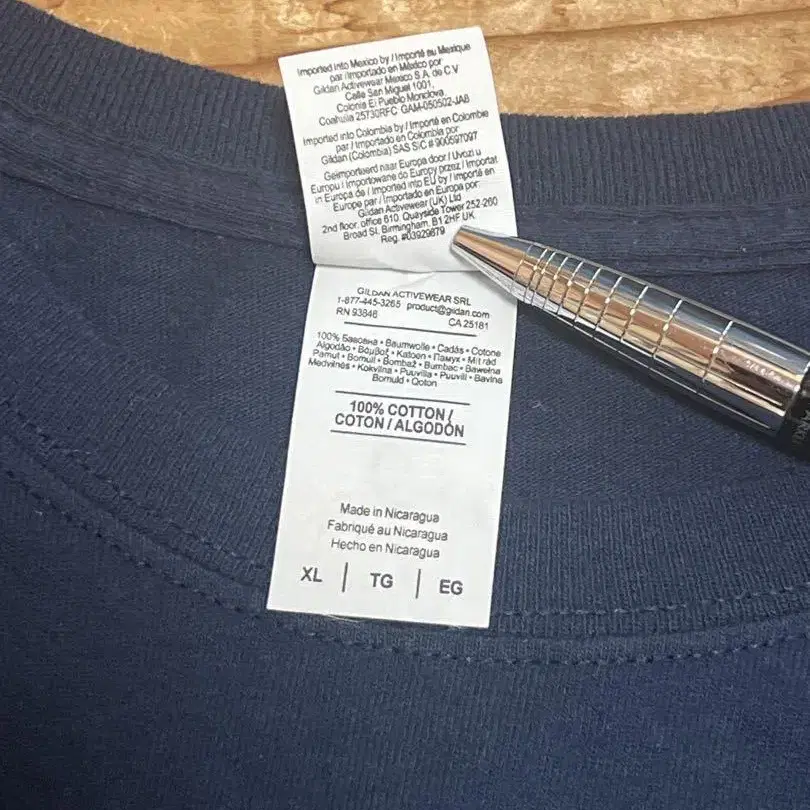 Imported into Mexico by / Importé au Mexique
par / Importado en México por
Gildan Activewear México S.A. de C.V
Calle San Miguel 1001,
Colonia El Pueblo Monclova
Coahuila 25730RFC GAM-050502-JA8
Imported into Colombia by / Importé en Colombie
par / Importado en Colombia por
Gildan (Colombia) SAS SIC # 900597097
Geïmporteerd naar Europa door / Uvozi u
Europu / Importowane do Europy przez / Importat
în Europa de / Imported into EU by / Importé en
Europe par / Importado en Europa por
Gildan Activewear (UK) Ltd
2nd floor, office 610, Quayside Tower 252-260
Broad St, Birmingham, B1 2HF UK
Reg. #03929879
GILDAN ACTIVEWEAR SRL
1-877-445-3265 product@gildan.com
RN 93846 CA 25181
100% Бавовна • Baumwolle • Cadás • Cotone
Algodão • Βαμβάκι • Katoen • Памук • Mitrad
Pamut • Bomull • Bombaž • Bumbac • Bawełna
Medvilnės • Kokvilna • Puuvilla • Puuvill • Bavlna
Bomuld • Qoton
100% COTTON /
COTON / ALGODÓN
Made in Nicaragua
Fabriqué au Nicaragua
Hecho en Nicaragua
XL | TG | EG